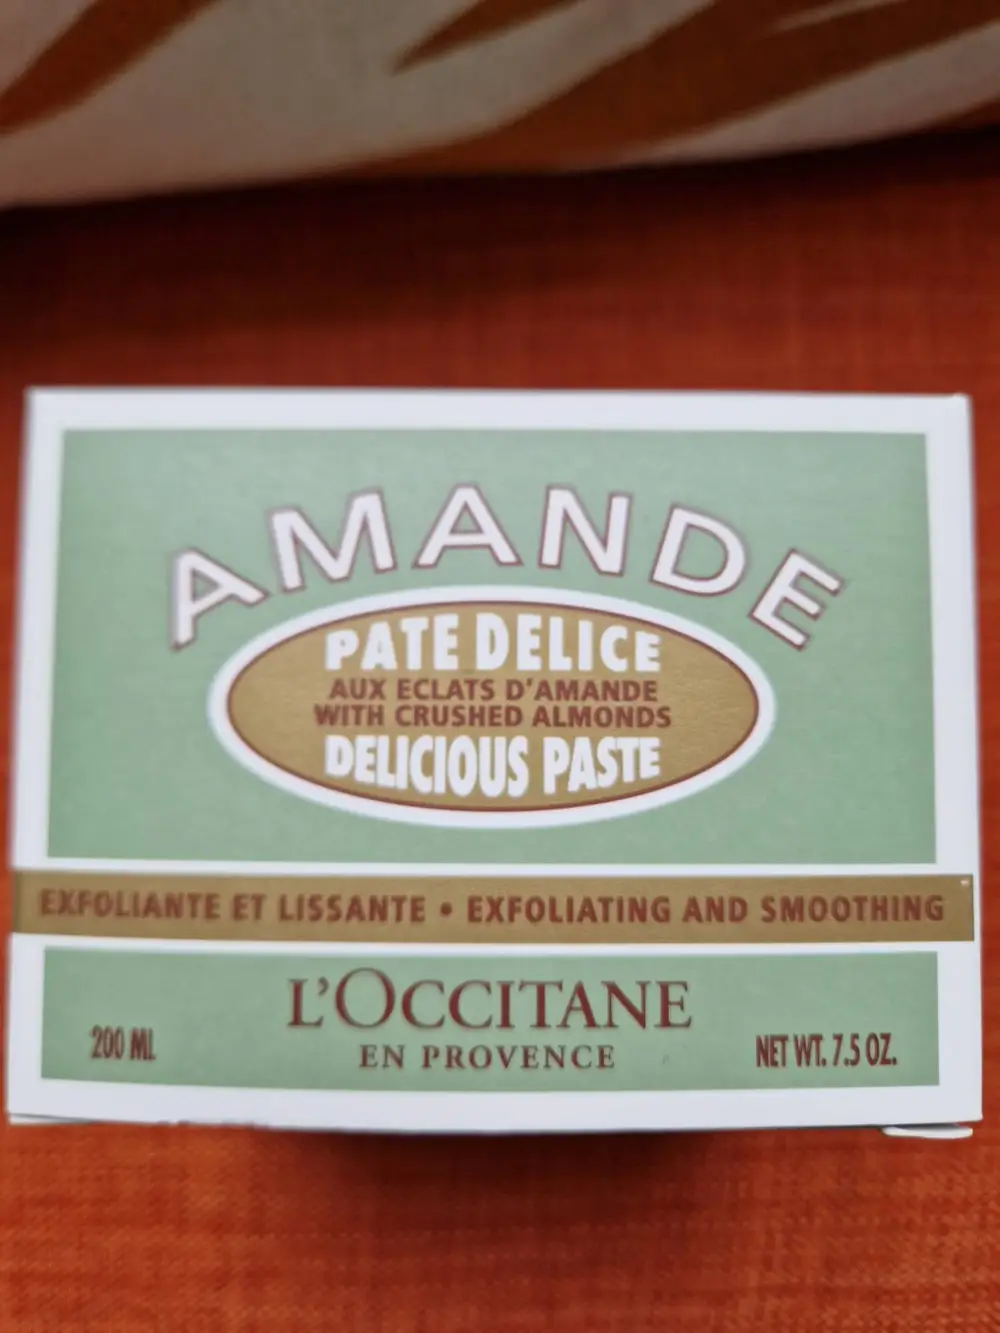 AMANDE
PATE DELICE
AUX ECLATS D'AMANDE
WITH CRUSHED ALMONDS
DELICIOUS PASTE
EXFOLIANTE ET LISSANTE • EXFOLIATING AND SMOOTHING
L'OCCITANE
EN PROVENCE
200 ML
NET WT. 7.5 OZ.